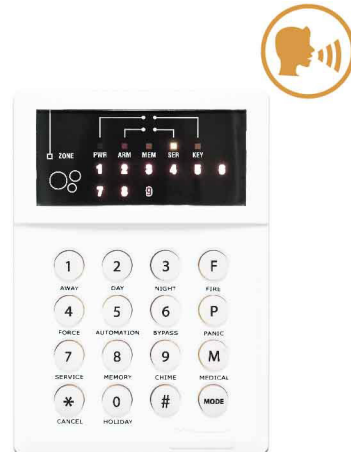 ZONE PWR ARM MEM SER KEY
1 2 3 4 5 6
7 8 9
1 2 3 F
AWAY DAY NIGHT FIRE
4 5 6 P
FORCE AUTOMATION BYPASS PANIC
7 8 9 M
SERVICE MEMORY CHIME MEDICAL
* 0 # MODE
CANCEL HOLIDAY